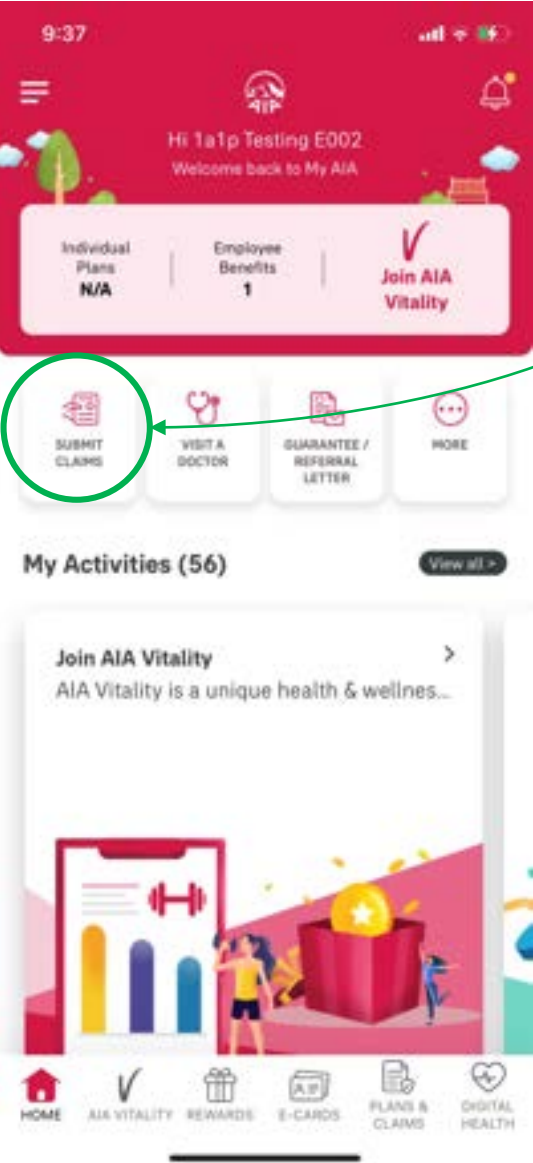 9:37
AIA
Hi 1a1p Testing E002
Welcome back to My AIA
Individual
Plans
N/A
Employee
Benefits
1
Join AIA
Vitality
SUBMIT
CLAIMS
VISIT A
DOCTOR
GUARANTEE /
REFERRAL
LETTER
MORE
My Activities (56)
View all >
Join AIA Vitality
AIA Vitality is a unique health & wellnes...
HOME
AIA VITALITY
REWARDS
E-CARDS
PLANS &
CLAIMS
DIGITAL
HEALTH